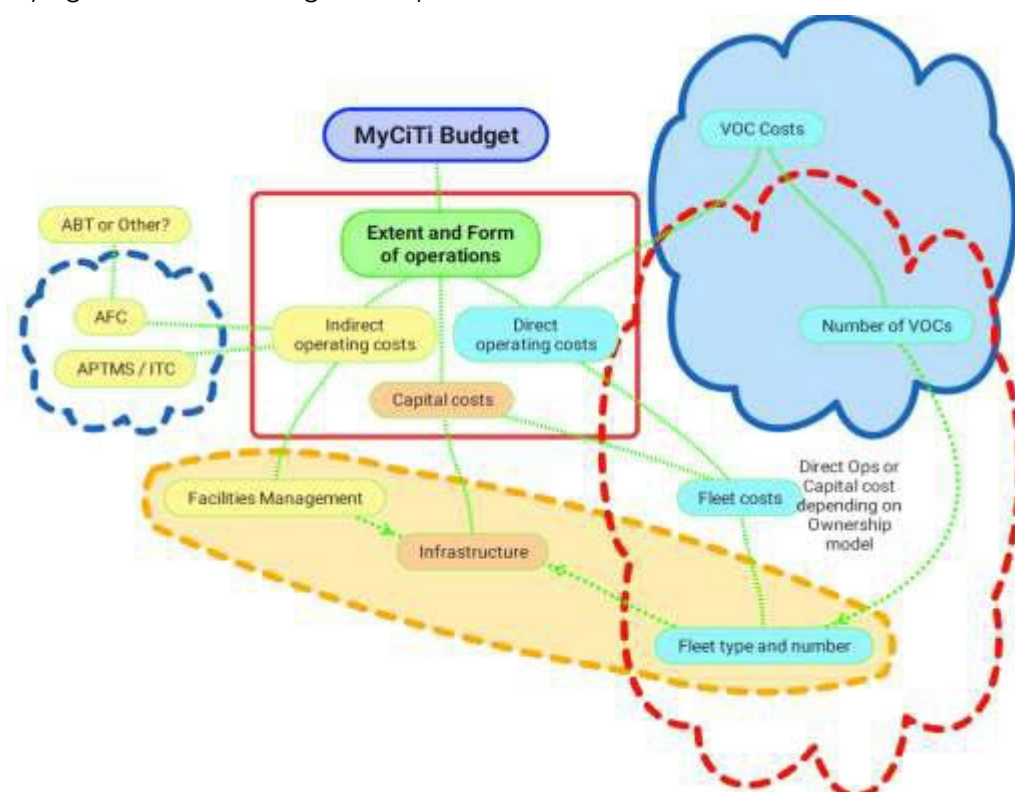 VOC Costs
MyCiTi Budget
ABT or Other?
Extent and Form
of operations
AFC
Indirect
operating costs
Direct
operating costs
Number of VOCs
APTMS / ITC
Capital costs
Facilities Management
Fleet costs
Direct Ops or
Capital cost
depending on
Ownership
model
Infrastructure
Fleet type and number